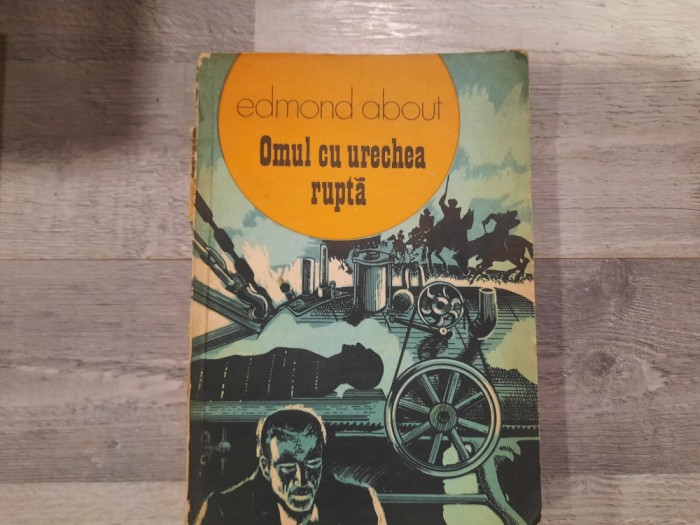 edmond about
Omul cu urechea
ruptă